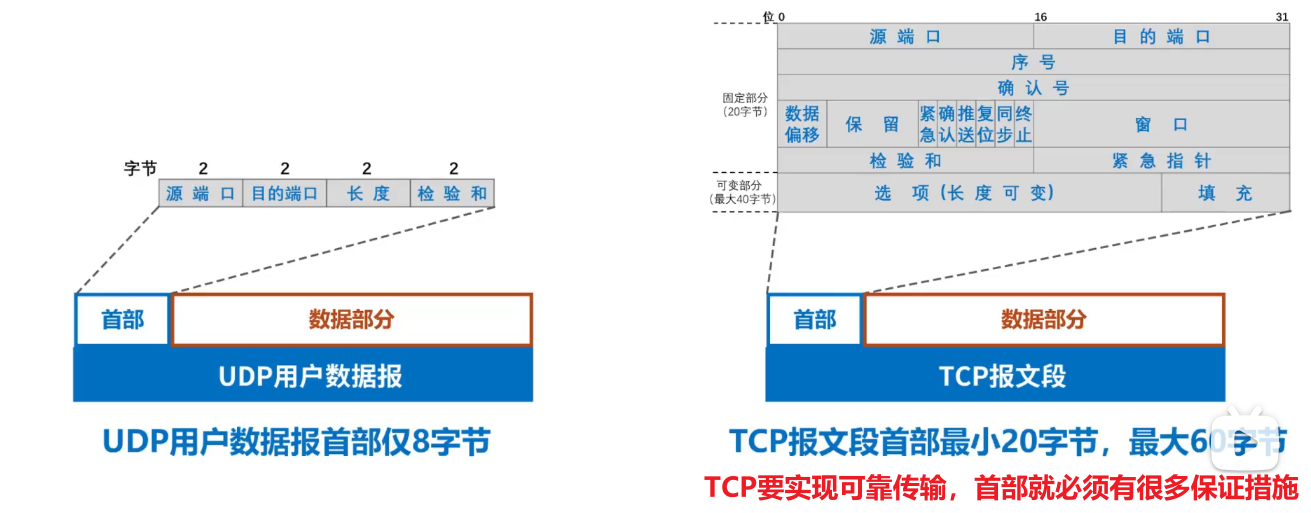 字节 2 2 2 2
源端口 目的端口 长度 检验和
首部 数据部分
UDP用户数据报
UDP用户数据报首部仅8字节
位 0 16 31
源端口 目的端口
序号
确认号
固定部分
（20字节）
数据偏移 保留 紧急 确认 推送 复位 同步 终止 窗口
检验和 紧急指针
可变部分
（最大40字节）
选项(长度可变) 填充
首部 数据部分
TCP报文段
TCP报文段首部最小20字节，最大60字节
TCP要实现可靠传输，首部就必须有很多保证措施